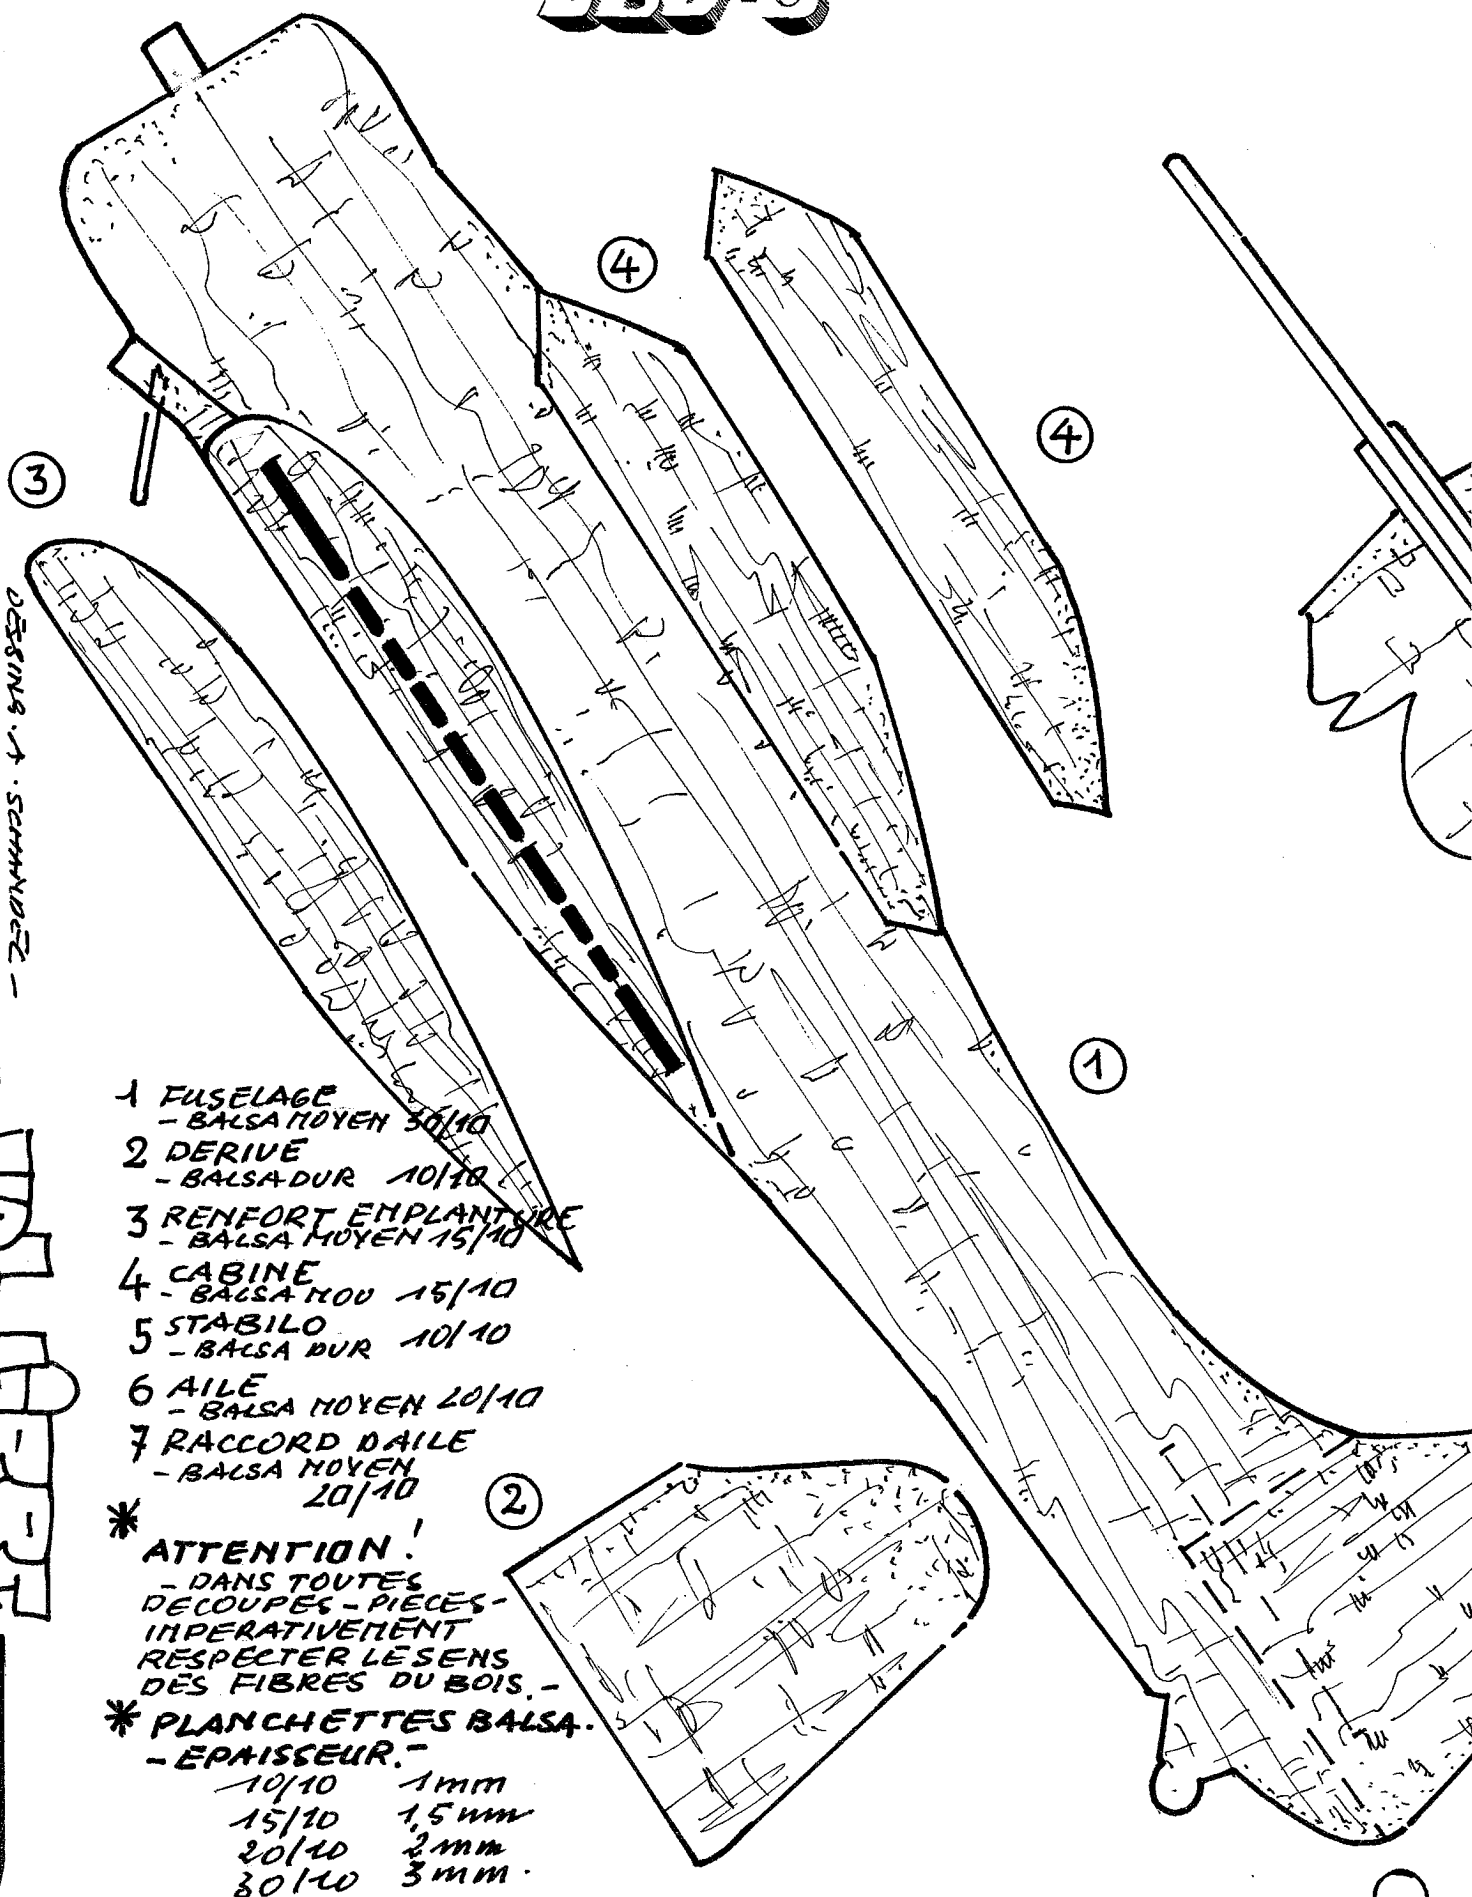 4
4
3
1
2
DESSINS
1 FUSELAGE
- BALSA MOYEN 30/10
2 DERIVE
- BALSA DUR 10/10
3 RENFORT EMPLANTURE
- BALSA MOYEN 15/10
4 CABINE
- BALSA MOU 15/10
5 STABILO
- BALSA DUR 10/10
6 AILE
- BALSA MOYEN 20/10
7 RACCORD DAILE
- BALSA MOYEN
20/10
*
ATTENTION !
- DANS TOUTES
DECOUPES - PIECES -
IMPERATIVEMENT
RESPECTER LE SENS
DES FIBRES DU BOIS.-
* PLANCHETTES BALSA.
- EPAISSEUR.-
10/10 1mm
15/10 1,5mm
20/10 2mm
30/10 3mm.